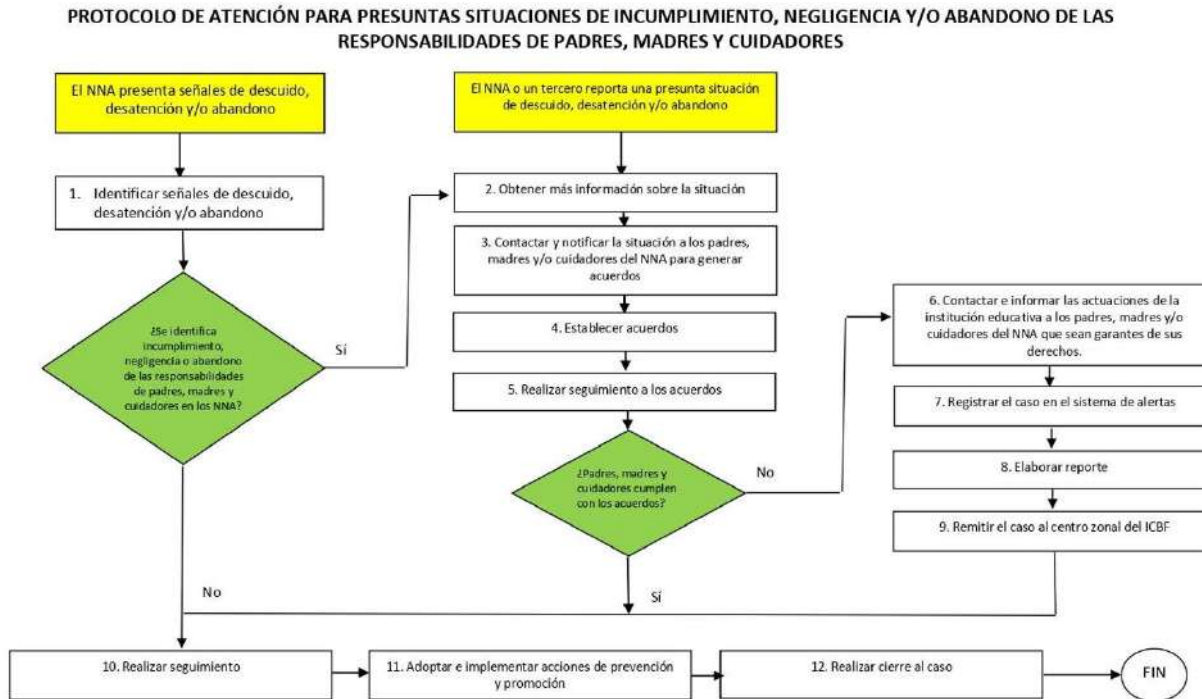 PROTOCOLO DE ATENCIÓN PARA PRESUNTAS SITUACIONES DE INCUMPLIMIENTO, NEGLIGENCIA Y/O ABANDONO DE LAS
RESPONSABILIDADES DE PADRES, MADRES Y CUIDADORES
El NNA presenta señales de descuido,
desatención y/o abandono
El NNA o un tercero reporta una presunta situación
de descuido, desatención y/o abandono
1. Identificar señales de descuido,
desatención y/o abandono
2. Obtener más información sobre la situación
3. Contactar y notificar la situación a los padres,
madres y/o cuidadores del NNA para generar
acuerdos
¿Se identifica
incumplimiento,
negligencia o abandono
de las responsabilidades
de padres, madres y
cuidadores en los NNA?
Sí
4. Establecer acuerdos
5. Realizar seguimiento a los acuerdos
6. Contactar e informar las actuaciones de la
institución educativa a los padres, madres y/o
cuidadores del NNA que sean garantes de sus
derechos.
7. Registrar el caso en el sistema de alertas
¿Padres, madres y
cuidadores cumplen
con los acuerdos?
No
8. Elaborar reporte
9. Remitir el caso al centro zonal del ICBF
No
Sí
10. Realizar seguimiento
11. Adoptar e implementar acciones de prevención
y promoción
12. Realizar cierre al caso
FIN